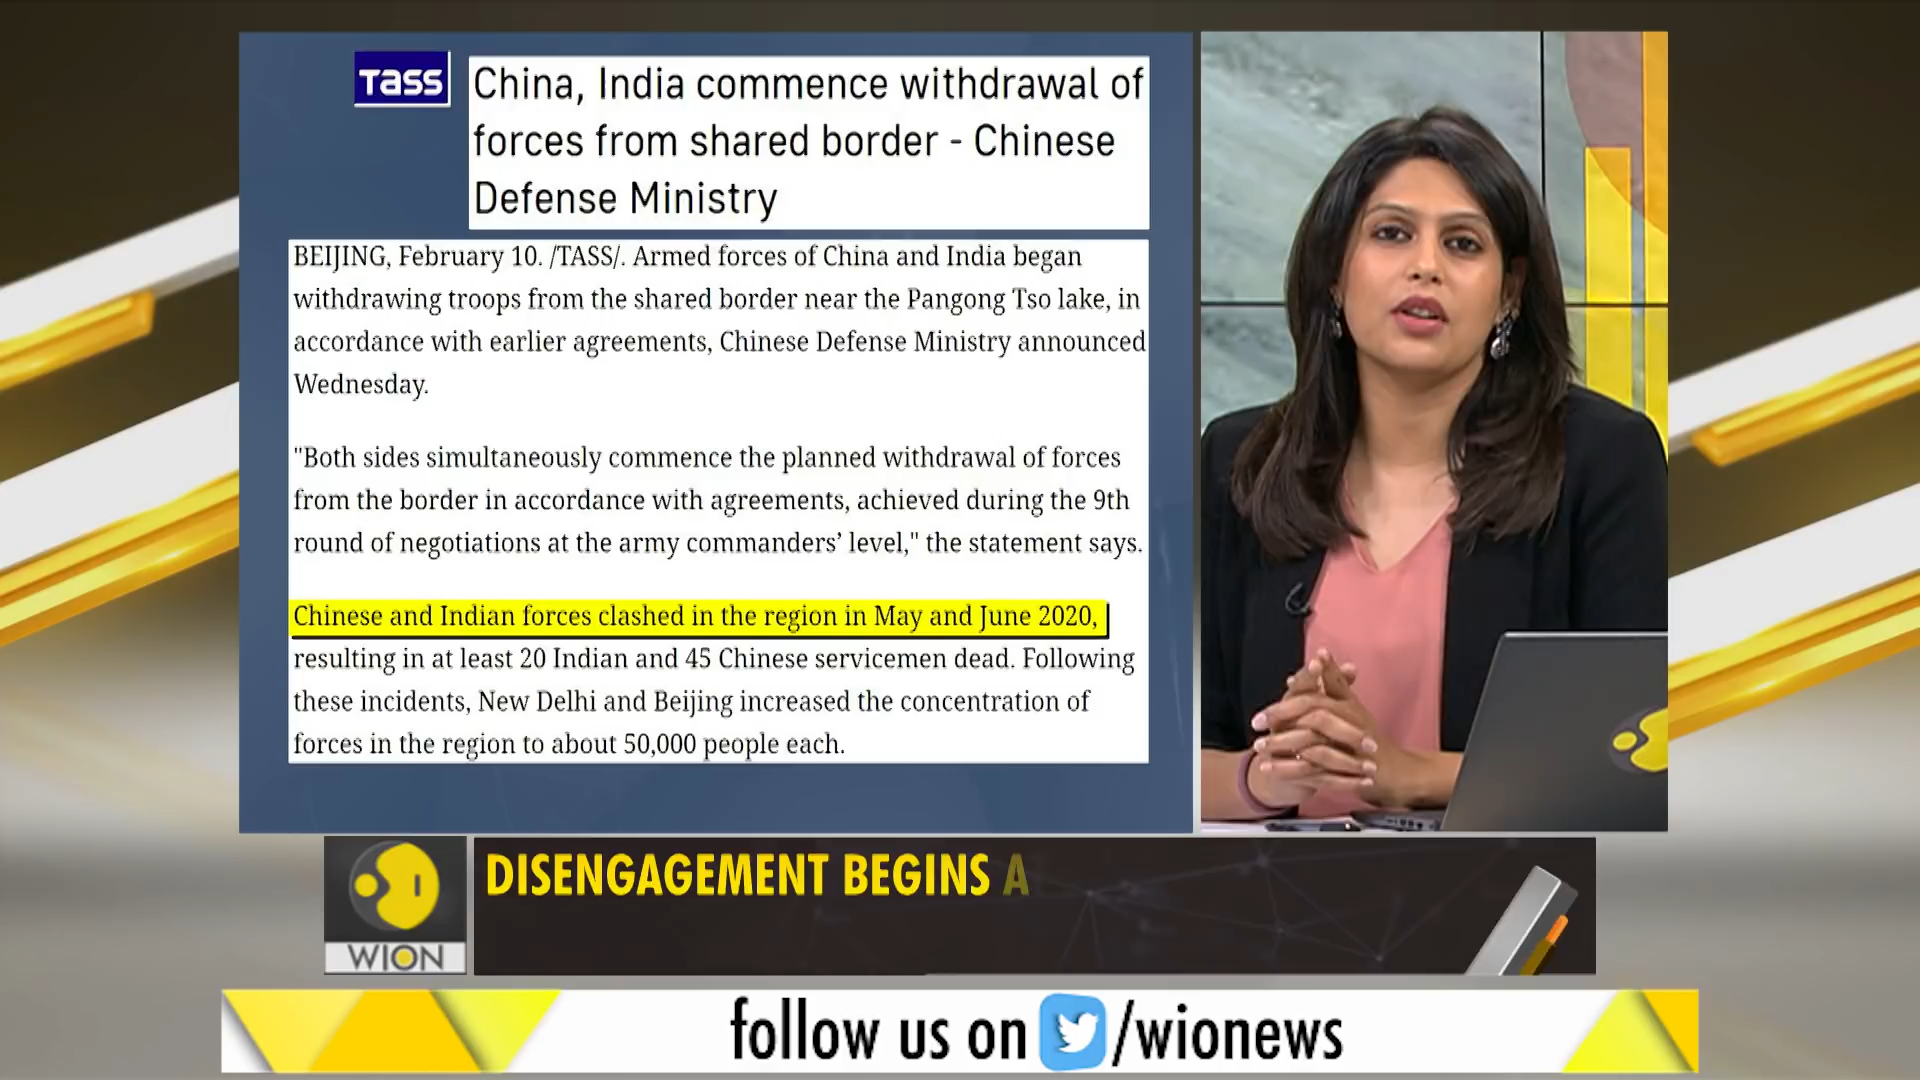 TASS
China, India commence withdrawal of
forces from shared border - Chinese
Defense Ministry
BEIJING, February 10. /TASS/. Armed forces of China and India began
withdrawing troops from the shared border near the Pangong Tso lake, in
accordance with earlier agreements, Chinese Defense Ministry announced
Wednesday.
"Both sides simultaneously commence the planned withdrawal of forces
from the border in accordance with agreements, achieved during the 9th
round of negotiations at the army commanders’ level," the statement says.
Chinese and Indian forces clashed in the region in May and June 2020,
resulting in at least 20 Indian and 45 Chinese servicemen dead. Following
these incidents, New Delhi and Beijing increased the concentration of
forces in the region to about 50,000 people each.
DISENGAGEMENT BEGINS A
WION
follow us on /wionews